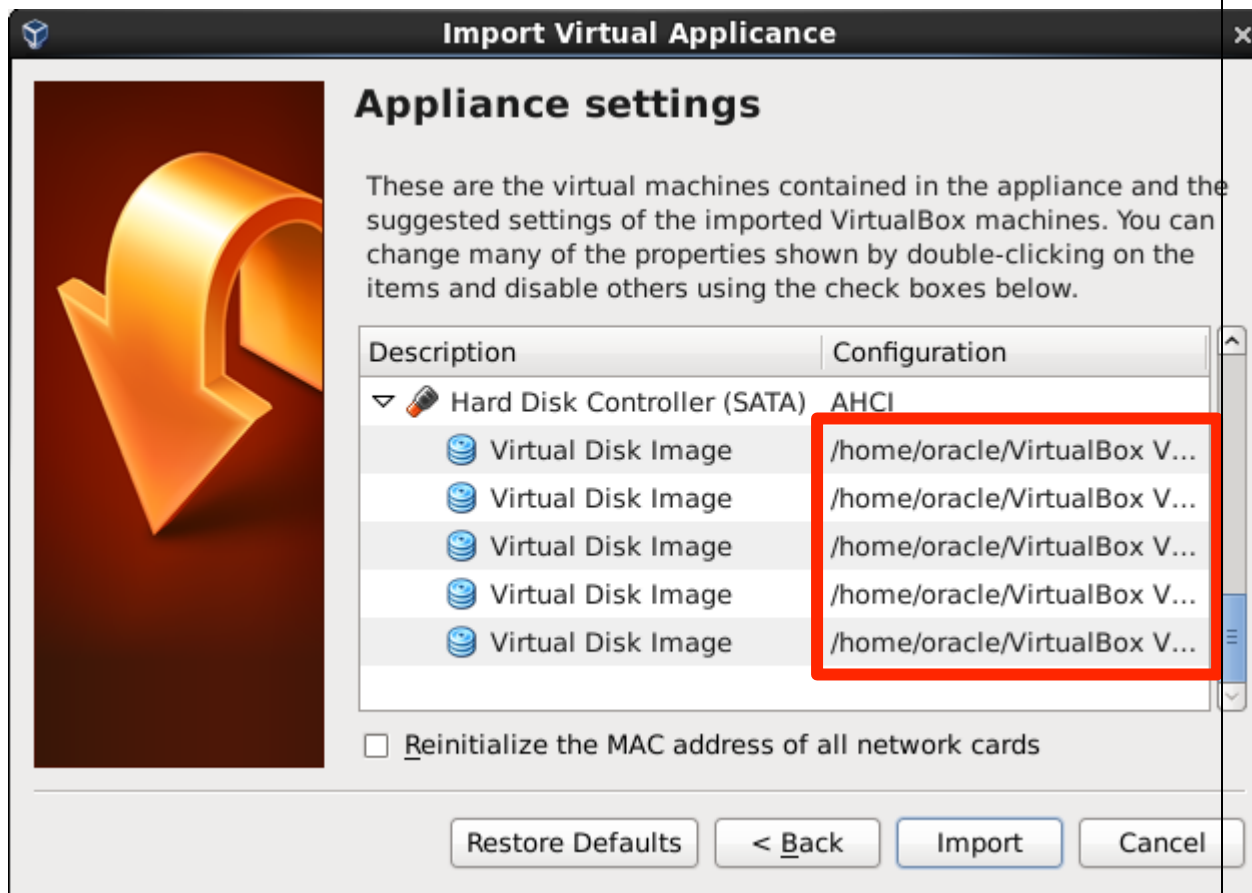 Import Virtual Applicance
Appliance settings
These are the virtual machines contained in the appliance and the
suggested settings of the imported VirtualBox machines. You can
change many of the properties shown by double-clicking on the
items and disable others using the check boxes below.
Description Configuration
Hard Disk Controller (SATA) AHCI
Virtual Disk Image /home/oracle/VirtualBox V...
Virtual Disk Image /home/oracle/VirtualBox V...
Virtual Disk Image /home/oracle/VirtualBox V...
Virtual Disk Image /home/oracle/VirtualBox V...
Virtual Disk Image /home/oracle/VirtualBox V...
Reinitialize the MAC address of all network cards
Restore Defaults < Back Import Cancel